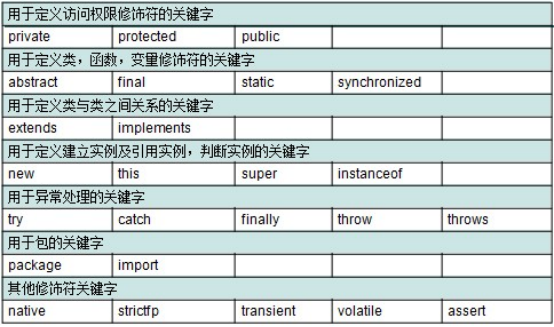 用于定义访问权限修饰符的关键字
private protected public
用于定义类，函数，变量修饰符的关键字
abstract final static synchronized
用于定义类与类之间关系的关键字
extends implements
用于定义建立实例及引用实例，判断实例的关键字
new this super instanceof
用于异常处理的关键字
try catch finally throw throws
用于包的关键字
package import
其他修饰符关键字
native strictfp transient volatile assert